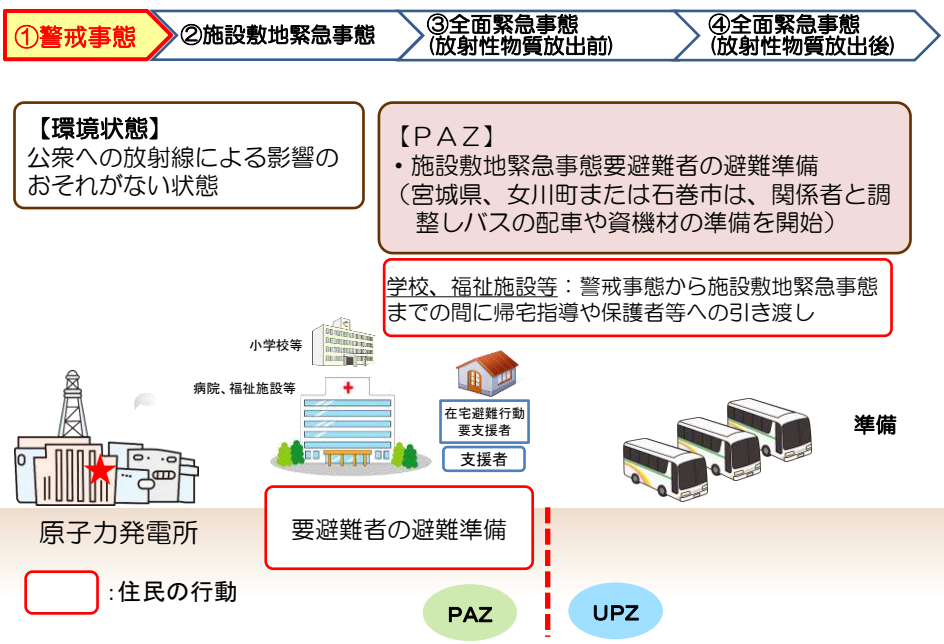 ①警戒事態
②施設敷地緊急事態
③全面緊急事態
(放射性物質放出前)
④全面緊急事態
(放射性物質放出後)
【環境状態】
公衆への放射線による影響の
おそれがない状態
【ＰＡＺ】
・施設敷地緊急事態要避難者の避難準備
（宮城県、女川町または石巻市は、関係者と調
整しバスの配車や資機材の準備を開始）
学校、福祉施設等：警戒事態から施設敷地緊急事態
までの間に帰宅指導や保護者等への引き渡し
小学校等
病院、福祉施設等
在宅避難行動
要支援者
支援者
準備
原子力発電所
要避難者の避難準備
:住民の行動
PAZ
UPZ